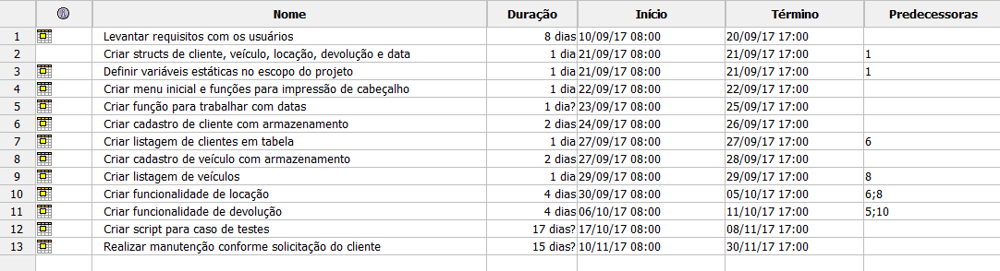 Nome Duração Início Término Predecessoras
1 Levantar requisitos com os usuários 8 dias 10/09/17 08:00 20/09/17 17:00
2 Criar structs de cliente, veículo, locação, devolução e data 1 dia 21/09/17 08:00 21/09/17 17:00 1
3 Definir variáveis estáticas no escopo do projeto 1 dia 21/09/17 08:00 21/09/17 17:00 1
4 Criar menu inicial e funções para impressão de cabeçalho 1 dia 22/09/17 08:00 22/09/17 17:00
5 Criar função para trabalhar com datas 1 dia? 23/09/17 08:00 25/09/17 17:00
6 Criar cadastro de cliente com armazenamento 2 dias 24/09/17 08:00 26/09/17 17:00
7 Criar listagem de clientes em tabela 1 dia 27/09/17 08:00 27/09/17 17:00 6
8 Criar cadastro de veículo com armazenamento 2 dias 27/09/17 08:00 28/09/17 17:00
9 Criar listagem de veículos 1 dia 29/09/17 08:00 29/09/17 17:00 8
10 Criar funcionalidade de locação 4 dias 30/09/17 08:00 05/10/17 17:00 6;8
11 Criar funcionalidade de devolução 4 dias 06/10/17 08:00 11/10/17 17:00 5;10
12 Criar script para caso de testes 17 dias? 17/10/17 08:00 08/11/17 17:00
13 Realizar manutenção conforme solicitação do cliente 15 dias? 10/11/17 08:00 30/11/17 17:00